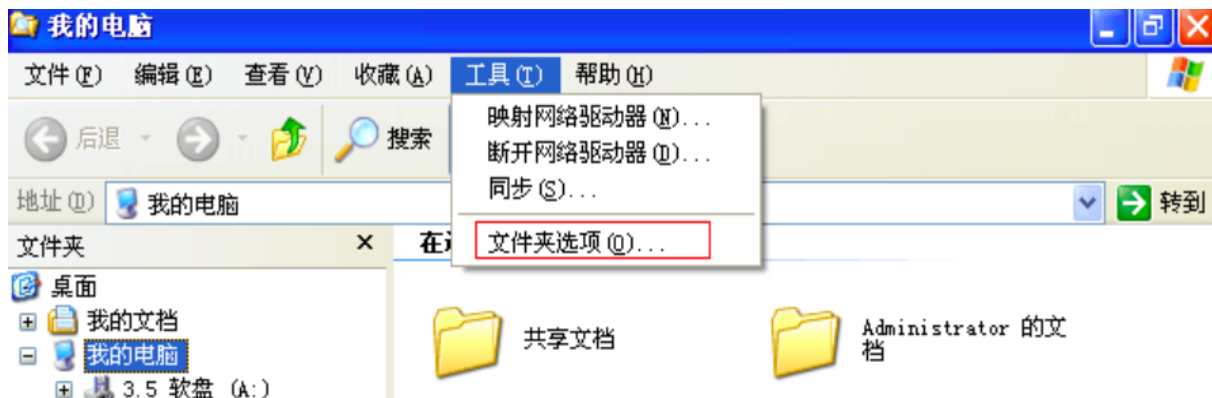 我的电脑
文件(F) 编辑(E) 查看(V) 收藏(A) 工具(T) 帮助(H)
映射网络驱动器(N)...
断开网络驱动器(D)...
同步(S)...
文件夹选项(O)...
后退 搜索
地址(D) 我的电脑 转到
文件夹 × 在
桌面
我的文档
我的电脑
3.5 软盘 (A:)
共享文档
Administrator 的文
档